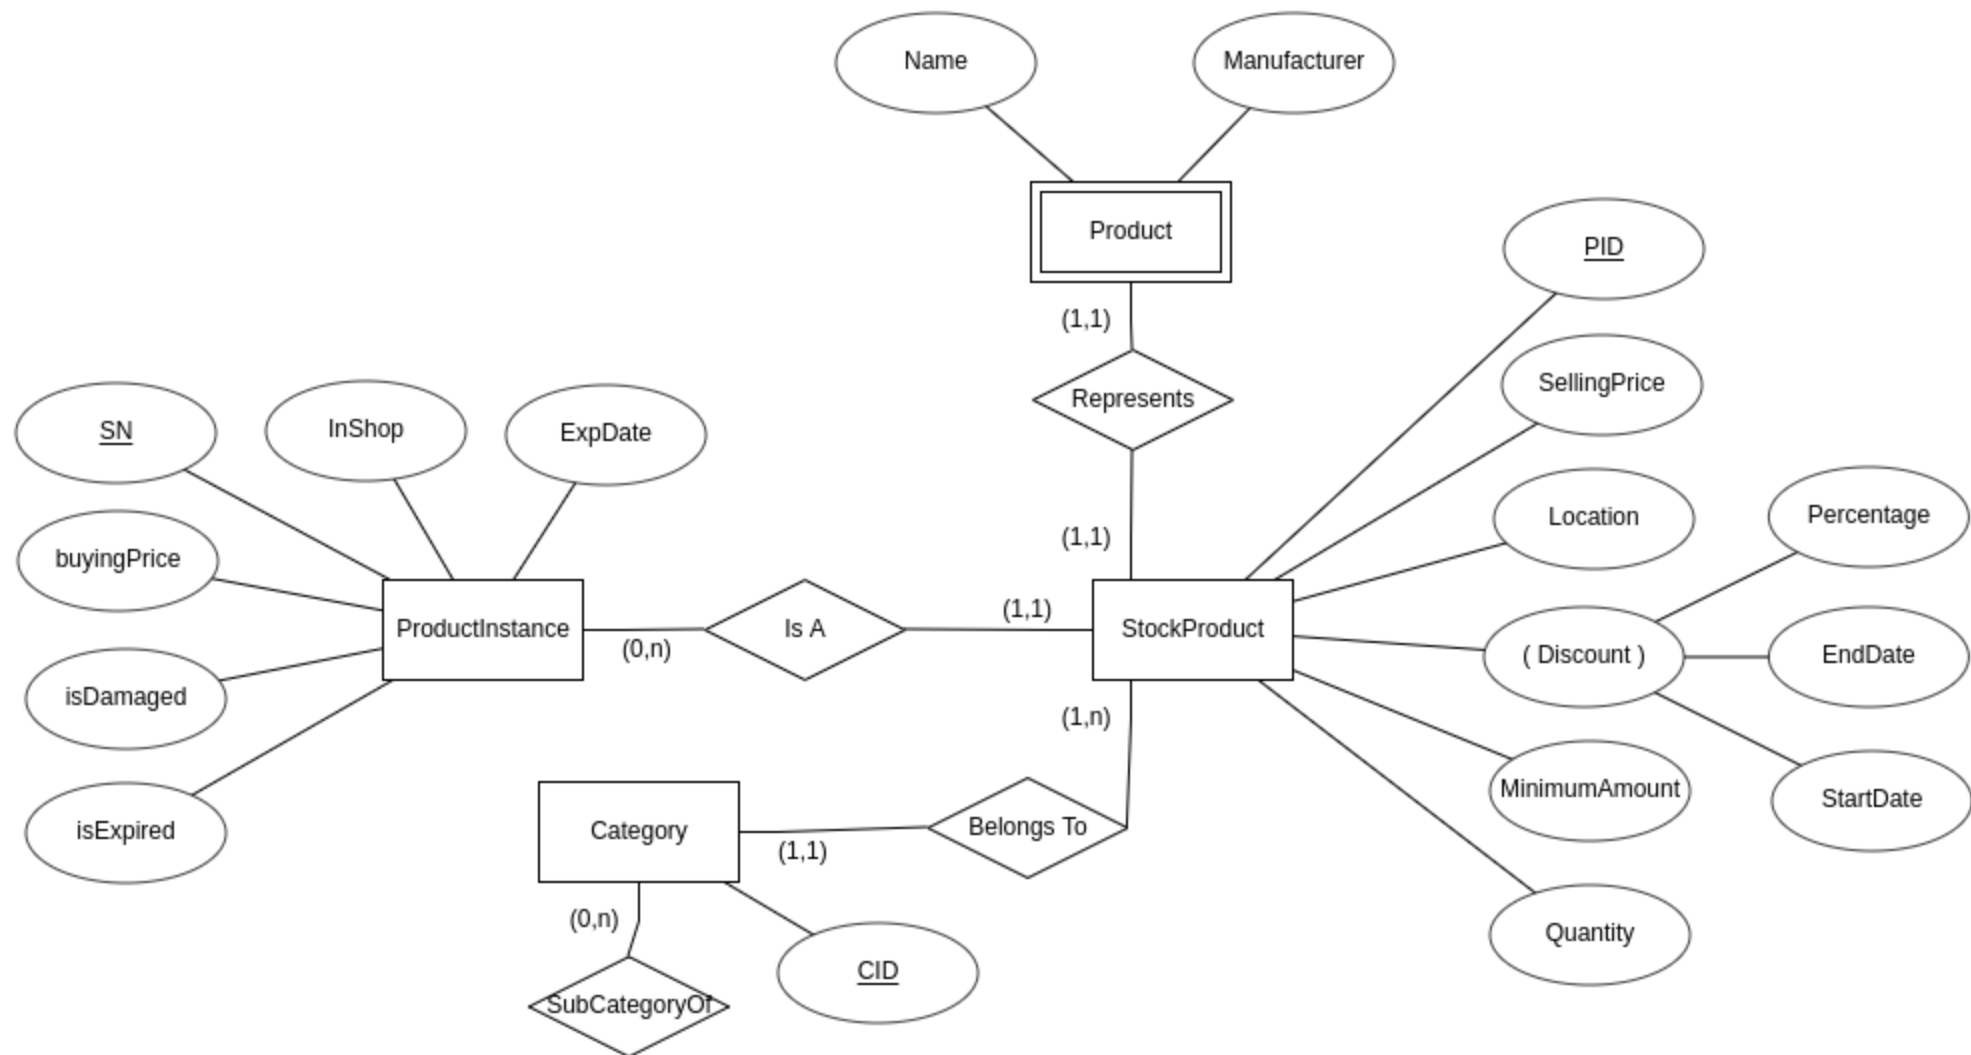 Name
Manufacturer
Product
PID
(1,1)
SellingPrice
Represents
SN
InShop
ExpDate
Location
Percentage
(1,1)
buyingPrice
ProductInstance
(0,n)
Is A
(1,1)
StockProduct
( Discount )
EndDate
isDamaged
(1,n)
MinimumAmount
StartDate
isExpired
Category
(1,1)
Belongs To
(0,n)
Quantity
CID
SubCategoryOf